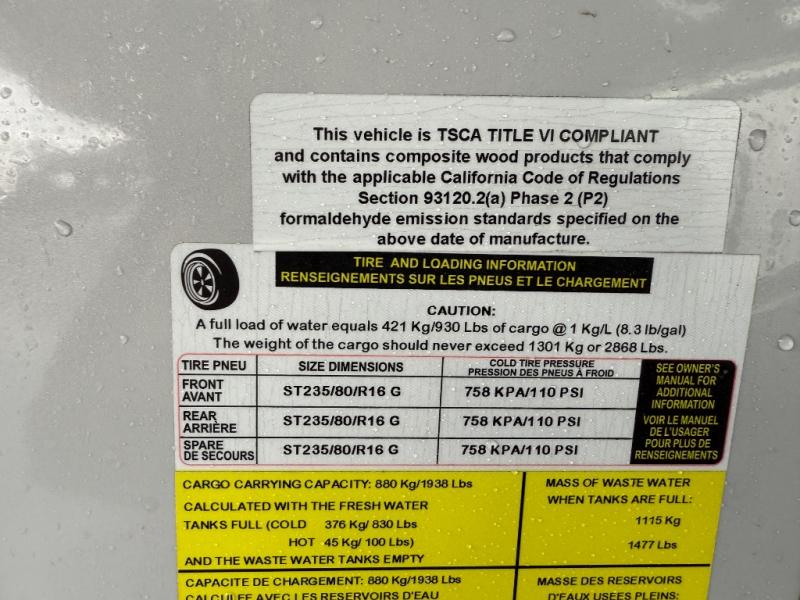 This vehicle is TSCA TITLE VI COMPLIANT
and contains composite wood products that comply
with the applicable California Code of Regulations
Section 93120.2(a) Phase 2 (P2)
formaldehyde emission standards specified on the
above date of manufacture.
TIRE AND LOADING INFORMATION
RENSEIGNEMENTS SUR LES PNEUS ET LE CHARGEMENT
CAUTION:
A full load of water equals 421 Kg/930 Lbs of cargo @ 1 Kg/L (8.3 lb/gal)
The weight of the cargo should never exceed 1301 Kg or 2868 Lbs.
TIRE PNEU SIZE DIMENSIONS COLD TIRE PRESSURE
PRESSION DES PNEUS À FROID
FRONT
AVANT ST235/80/R16 G 758 KPA/110 PSI
REAR
ARRIÈRE ST235/80/R16 G 758 KPA/110 PSI
SPARE
DE SECOURS ST235/80/R16 G 758 KPA/110 PSI
SEE OWNER'S
MANUAL FOR
ADDITIONAL
INFORMATION
VOIR LE MANUEL
DE L'USAGER
POUR PLUS DE
RENSEIGNEMENTS
CARGO CARRYING CAPACITY: 880 Kg/1938 Lbs
CALCULATED WITH THE FRESH WATER
TANKS FULL (COLD 376 Kg/ 830 Lbs
HOT 45 Kg/ 100 Lbs)
AND THE WASTE WATER TANKS EMPTY
MASS OF WASTE WATER
WHEN TANKS ARE FULL:
1115 Kg
1477 Lbs
CAPACITE DE CHARGEMENT: 880 Kg/1938 Lbs
CALCULEE AVEC LES RESERVOIRS D'EAU
MASSE DES RESERVOIRS
D'EAUX USEES PLEINS: